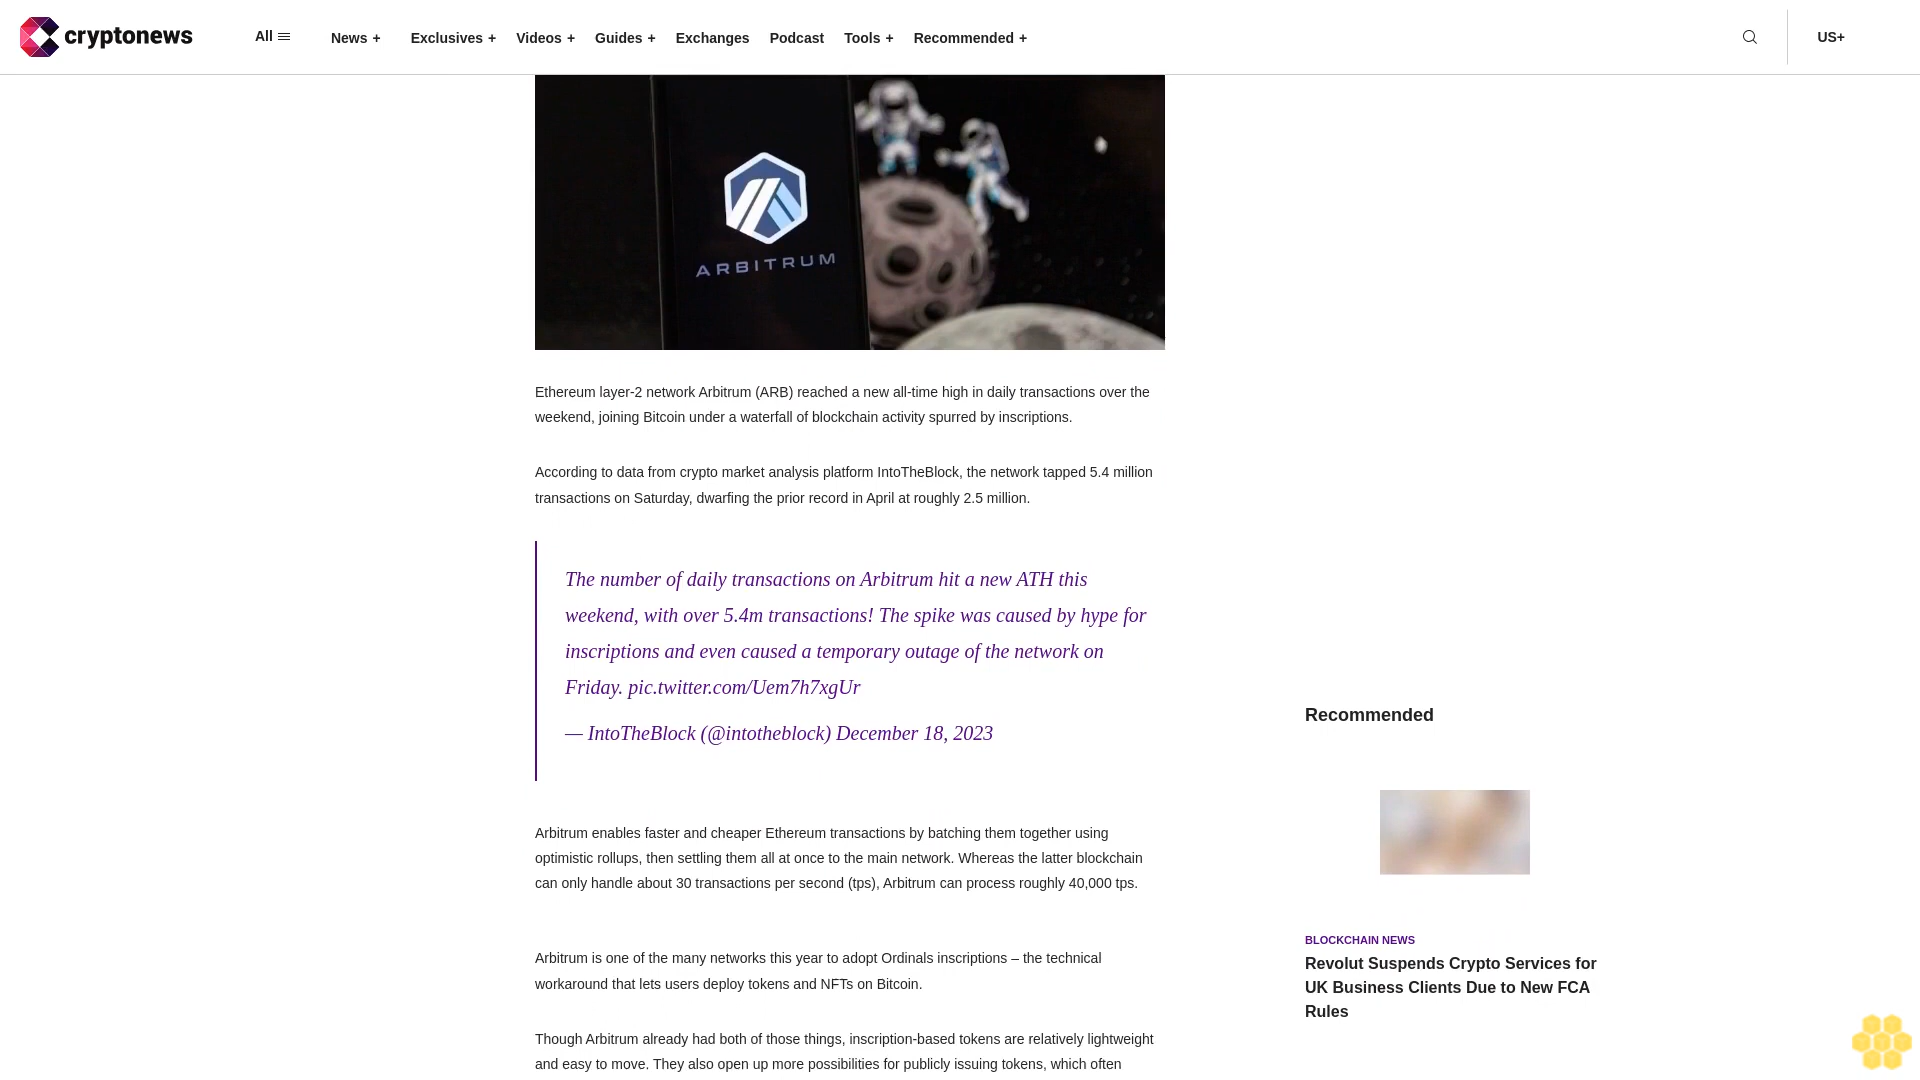 cryptonews
All
News +
Exclusives +
Videos +
Guides +
Exchanges
Podcast
Tools +
Recommended +
US+
ARBITRUM
Ethereum layer-2 network Arbitrum (ARB) reached a new all-time high in daily transactions over the
weekend, joining Bitcoin under a waterfall of blockchain activity spurred by inscriptions.
According to data from crypto market analysis platform IntoTheBlock, the network tapped 5.4 million
transactions on Saturday, dwarfing the prior record in April at roughly 2.5 million.
The number of daily transactions on Arbitrum hit a new ATH this
weekend, with over 5.4m transactions! The spike was caused by hype for
inscriptions and even caused a temporary outage of the network on
Friday. pic.twitter.com/Uem7h7xgUr
— IntoTheBlock (@intotheblock) December 18, 2023
Arbitrum enables faster and cheaper Ethereum transactions by batching them together using
optimistic rollups, then settling them all at once to the main network. Whereas the latter blockchain
can only handle about 30 transactions per second (tps), Arbitrum can process roughly 40,000 tps.
Arbitrum is one of the many networks this year to adopt Ordinals inscriptions – the technical
workaround that lets users deploy tokens and NFTs on Bitcoin.
Though Arbitrum already had both of those things, inscription-based tokens are relatively lightweight
and easy to move. They also open up more possibilities for publicly issuing tokens, which often
Recommended
BLOCKCHAIN NEWS
Revolut Suspends Crypto Services for
UK Business Clients Due to New FCA
Rules